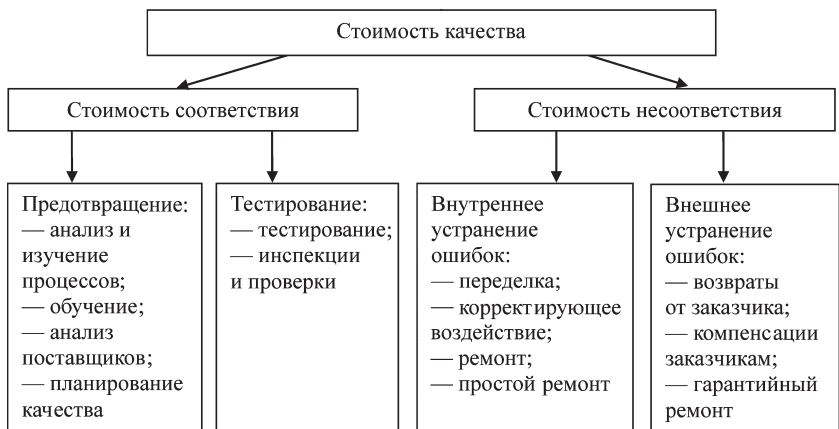 Стоимость качества
Стоимость соответствия
Стоимость несоответствия
Предотвращение:
— анализ и
изучение
процессов;
— обучение;
— анализ
поставщиков;
— планирование
качества
Тестирование:
— тестирование;
— инспекции
и проверки
Внутреннее
устранение
ошибок:
— переделка;
— корректирующее
воздействие;
— ремонт;
— простой ремонт
Внешнее
устранение
ошибок:
— возвраты
от заказчика;
— компенсации
заказчикам;
— гарантийный
ремонт